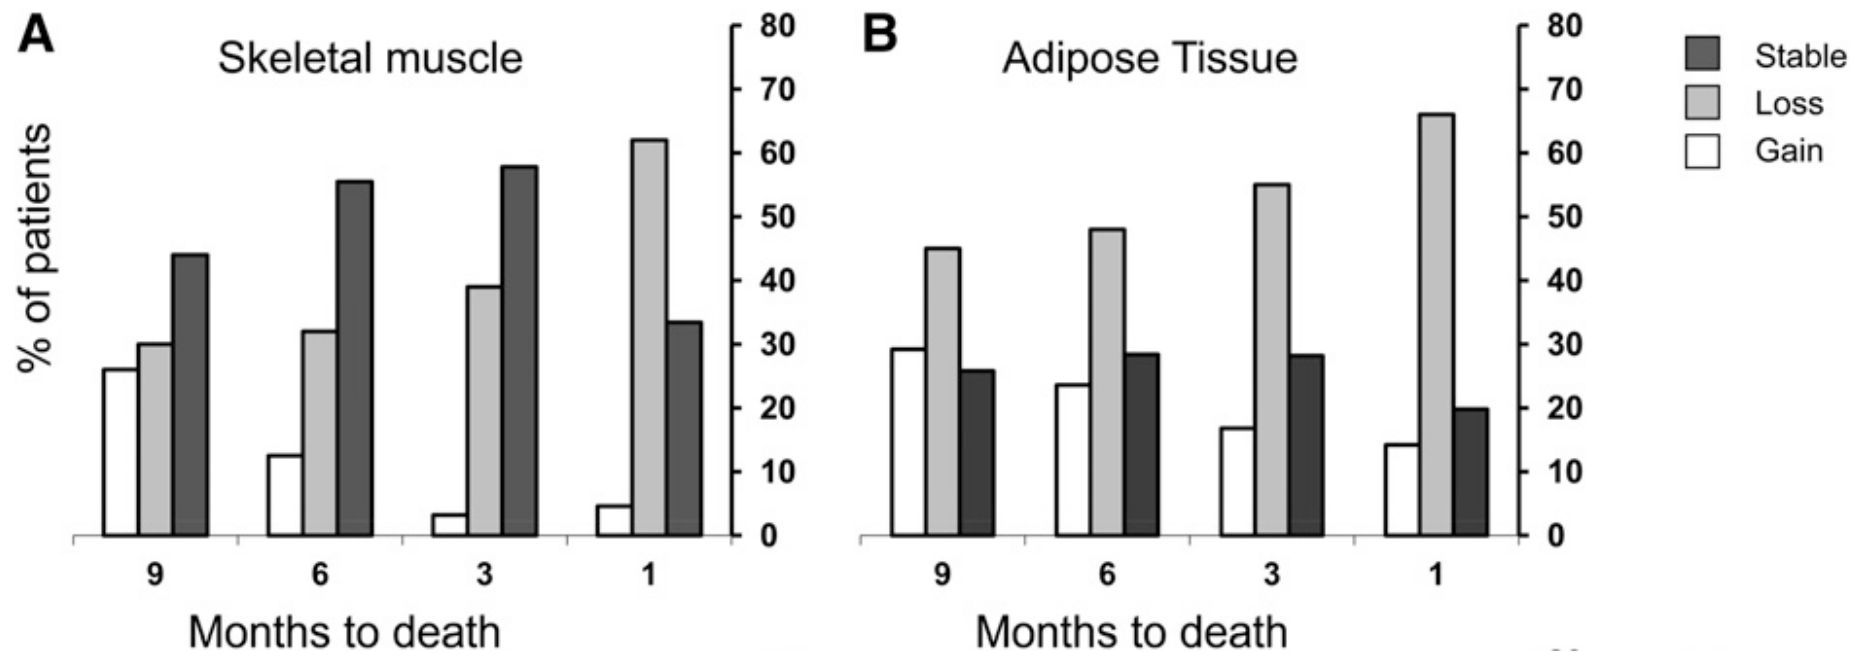 A
Skeletal muscle
% of patients
80
70
60
50
40
30
20
10
0
9 6 3 1
Months to death
B
Adipose Tissue
80
70
60
50
40
30
20
10
0
9 6 3 1
Months to death
Stable
Loss
Gain